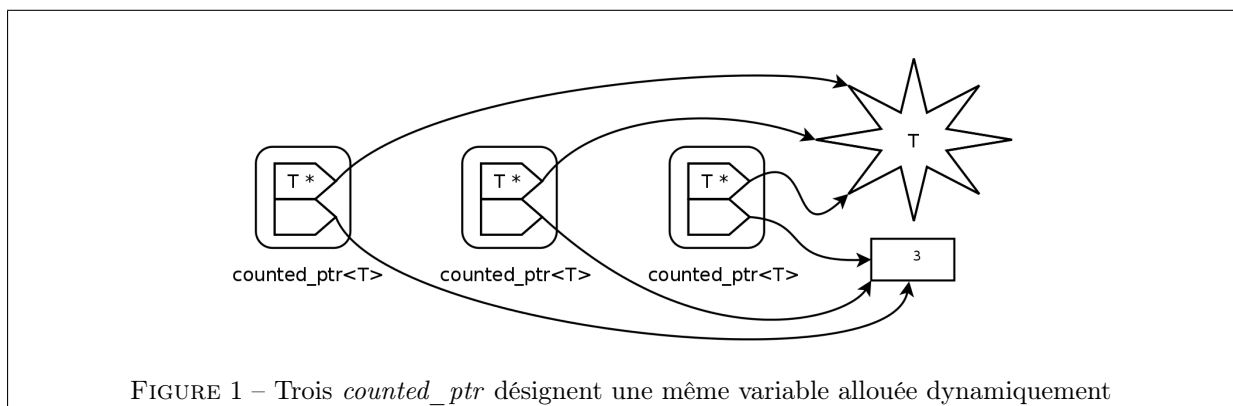 T
T * T * T *
counted_ptr<T> counted_ptr<T> counted_ptr<T>
3
FIGURE 1 – Trois counted_ptr désignent une même variable allouée dynamiquement